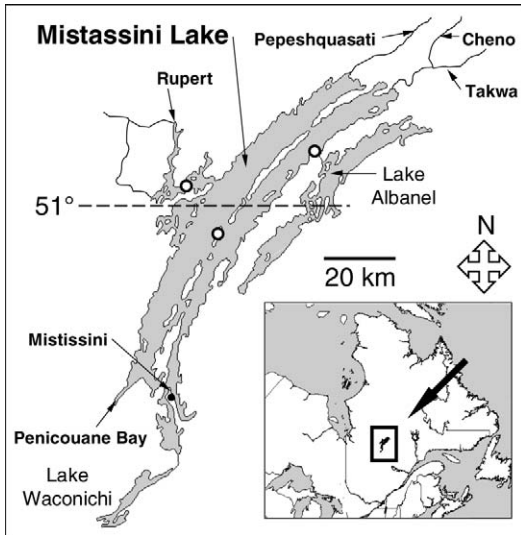 Pepeshquasati
Cheno
Mistassini Lake
Rupert
Takwa
Lake
Albanel
51°
N
20 km
Mistissini
Penicouane Bay
Lake
Waconichi